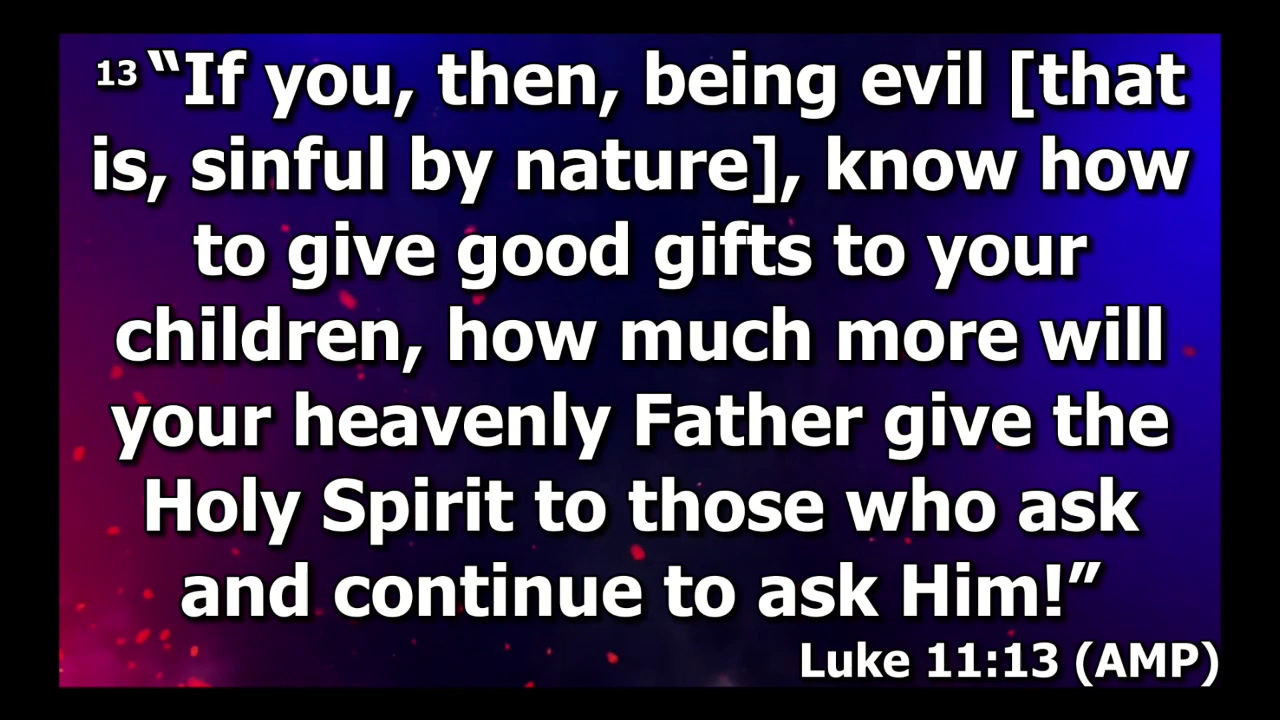 13 “If you, then, being evil [that
is, sinful by nature], know how
to give good gifts to your
children, how much more will
your heavenly Father give the
Holy Spirit to those who ask
and continue to ask Him!”
Luke 11:13 (AMP)